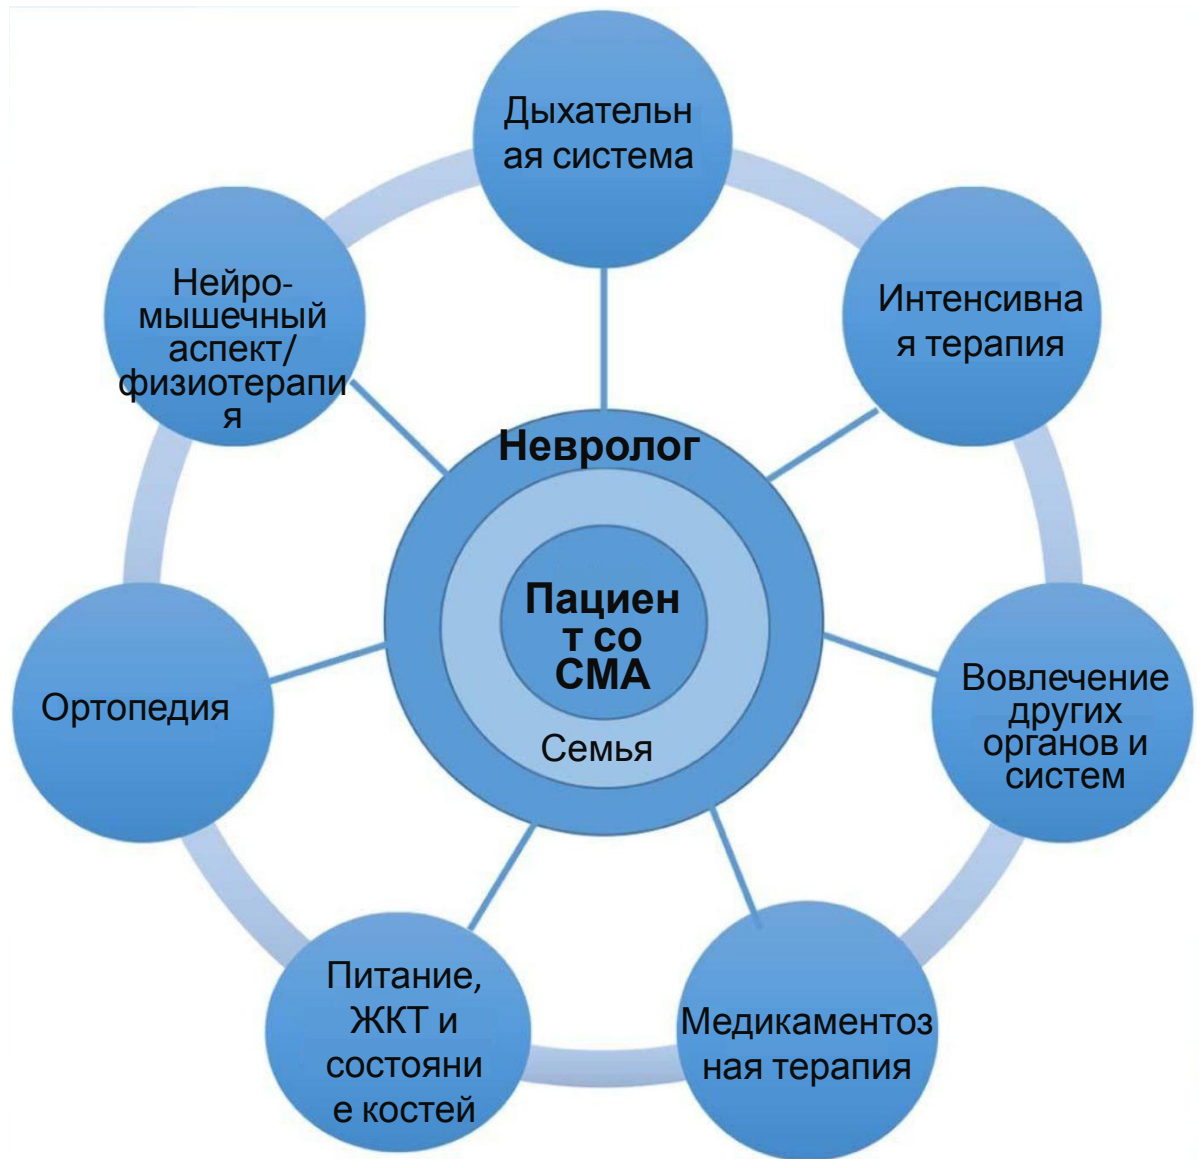 Дыхательн
ая система
Интенсивна
я терапия
Нейро-
мышечный
аспект/
физиотерапи
я
Невролог
Пациен
т со
СМА
Семья
Ортопедия
Вовлечение
других
органов и
систем
Питание,
ЖКТ и
состояни
е костей
Медикаментоз
ная терапия